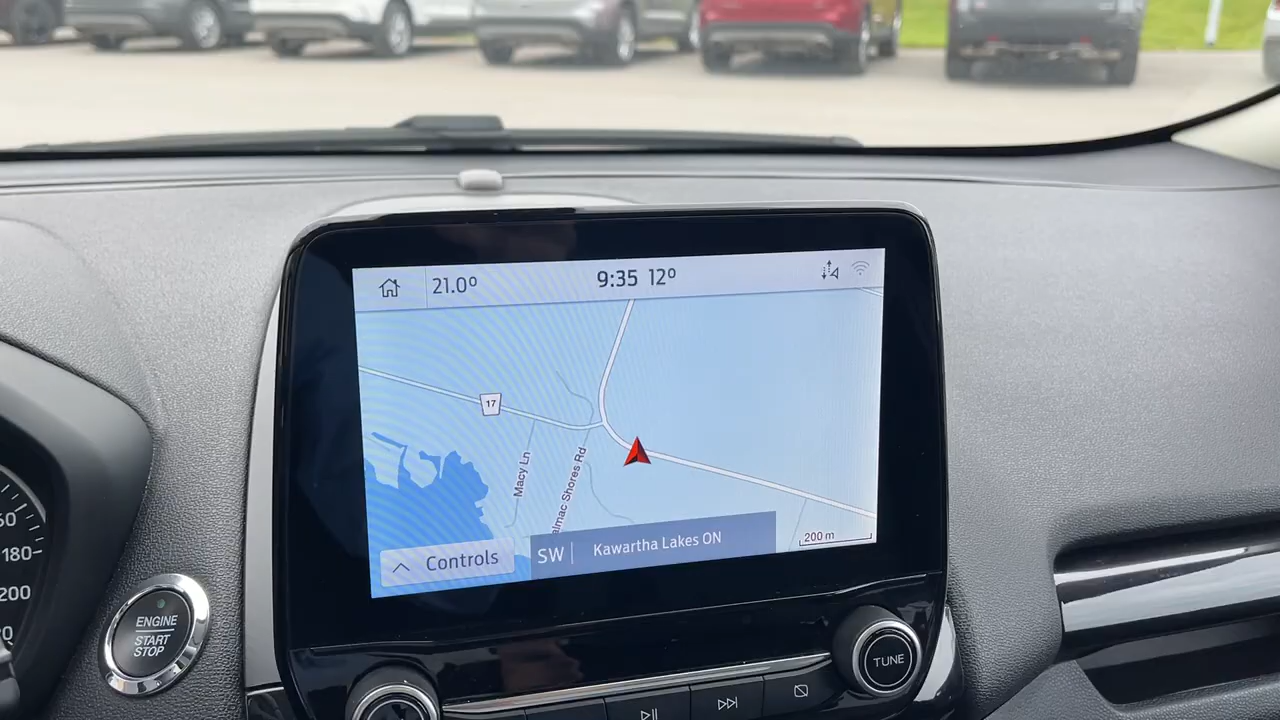 21.0° 9:35 12°
17
Macy Ln
almac Shores Rd
200 m
Controls SW Kawartha Lakes ON
180
200
ENGINE
START
STOP
TUNE